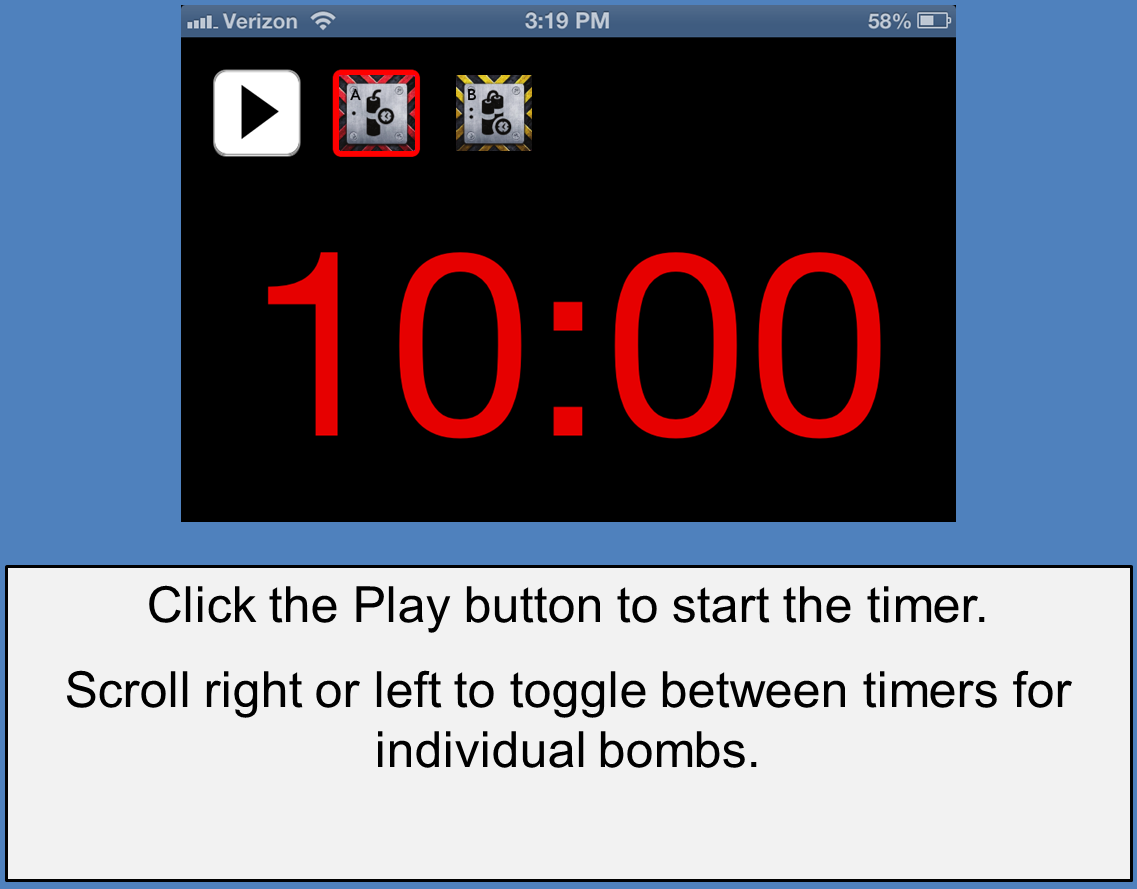 Verizon 3:19 PM 58%
A B
10:00
Click the Play button to start the timer.
Scroll right or left to toggle between timers for
individual bombs.